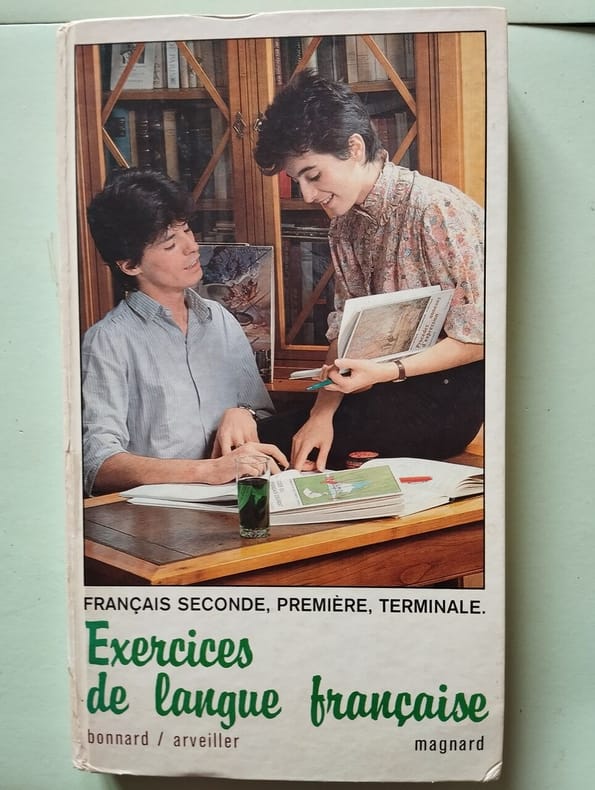 FRANÇAIS SECONDE, PREMIÈRE, TERMINALE.
Exercices
de langue française
bonnard / arveiller magnard